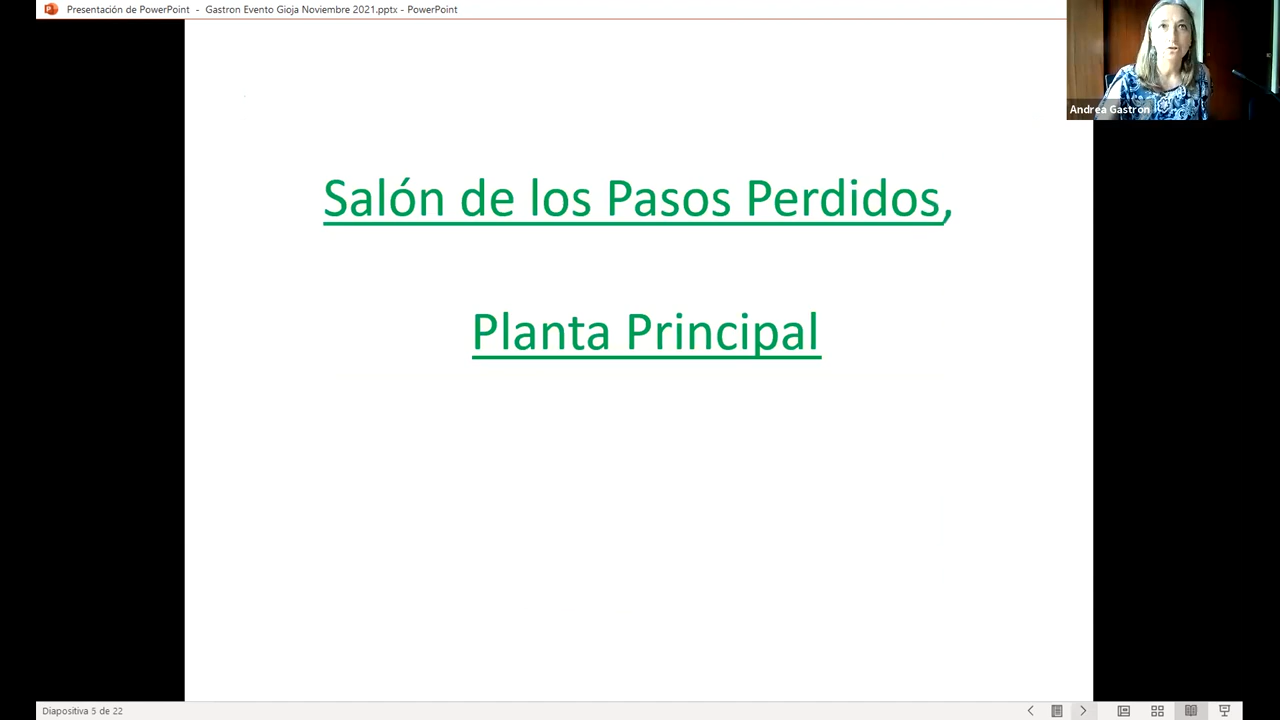 Presentación de PowerPoint - Gastron Evento Gioja Noviembre 2021.pptx - PowerPoint
Andrea Gastron
Salón de los Pasos Perdidos,
Planta Principal
Diapositiva 5 de 22